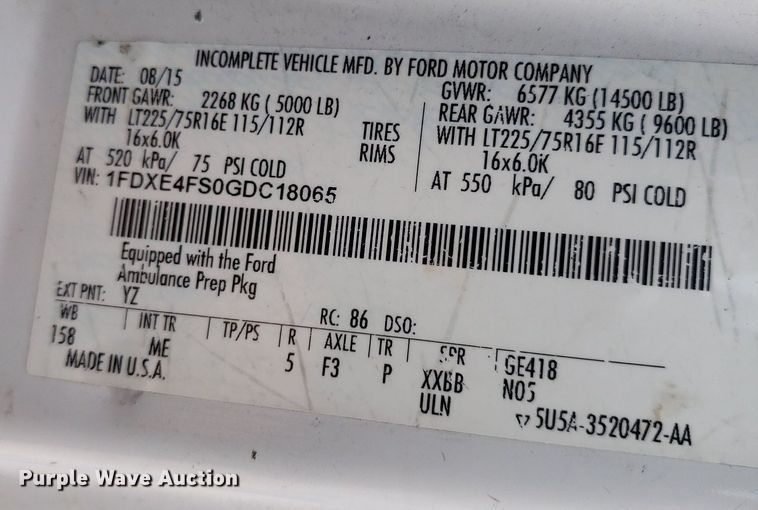 INCOMPLETE VEHICLE MFD. BY FORD MOTOR COMPANY
DATE: 08/15 GVWR: 6577 KG (14500 LB)
FRONT GAWR: 2268 KG ( 5000 LB) REAR GAWR: 4355 KG ( 9600 LB)
WITH LT225/75R16E 115/112R TIRES WITH LT225/75R16E 115/112R
16x6.0K RIMS 16x6.0K
AT 520 kPa/ 75 PSI COLD AT 550 kPa/ 80 PSI COLD
VIN: 1FDXE4FS0GDC18065
Equipped with the Ford
Ambulance Prep Pkg
EXT PNT: YZ RC: 86 DSO:
WB INT TR TP/PS R AXLE TR SPR GE418
158 ME 5 F3 P XXBB N05
MADE IN U.S.A. ULN 5U5A-3520472-AA
Purple Wave Auction